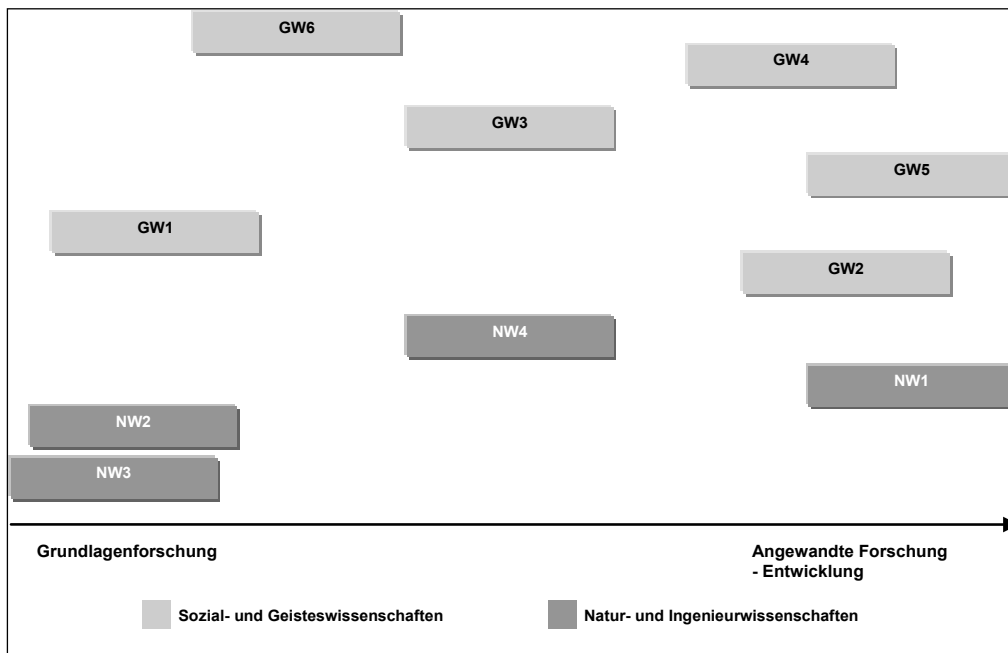 GW6
GW4
GW3
GW5
GW1
GW2
NW4
NW1
NW2
NW3
Grundlagenforschung
Angewandte Forschung
- Entwicklung
Sozial- und Geisteswissenschaften
Natur- und Ingenieurwissenschaften